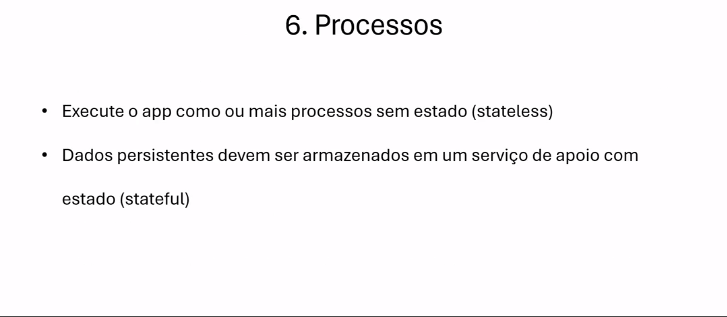 6. Processos
• Execute o app como ou mais processos sem estado (stateless)
• Dados persistentes devem ser armazenados em um serviço de apoio com
estado (stateful)